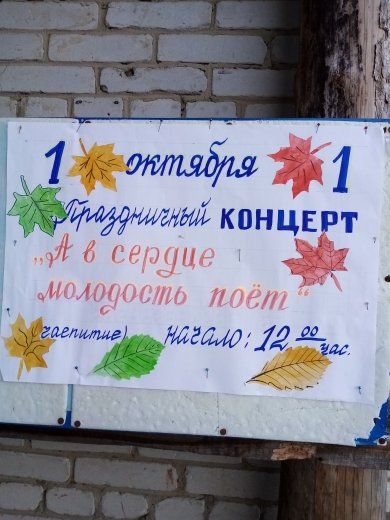 1 октября 1
Праздничный КОНЦЕРТ
„А в сердце
молодость поёт“
(чаепитие) начало: 12 00 час.